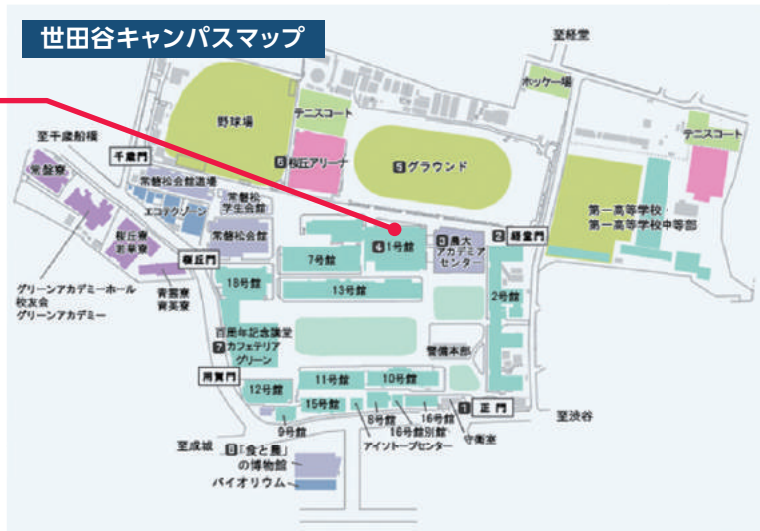 世田谷キャンパスマップ
至経堂
ホッケー場
テニスコート
野球場
テニスコート
至千歳船橋
千歳門
6 桜丘アリーナ
5 グラウンド
常盤寮
常磐松会館道場
エコテクゾーン
常磐松
学生会館
第一高等学校
第一高等学校中等部
桜丘寮
若草寮
常磐松会館
4 1号館
3 農大
アカデミア
センター
2 経堂門
桜丘門
7号館
グリーンアカデミーホール
校友会
グリーンアカデミー
青雲寮
青英寮
18号館
13号館
2号館
百周年記念講堂
7 カフェテリア
グリーン
警備本部
用賀門
11号館
10号館
12号館
15号館
1 正門
9号館
8号館
16号館
16号館別館
アイソトープセンター
守衛室
至渋谷
至成城
8 「食と農」
の博物館
バイオリウム